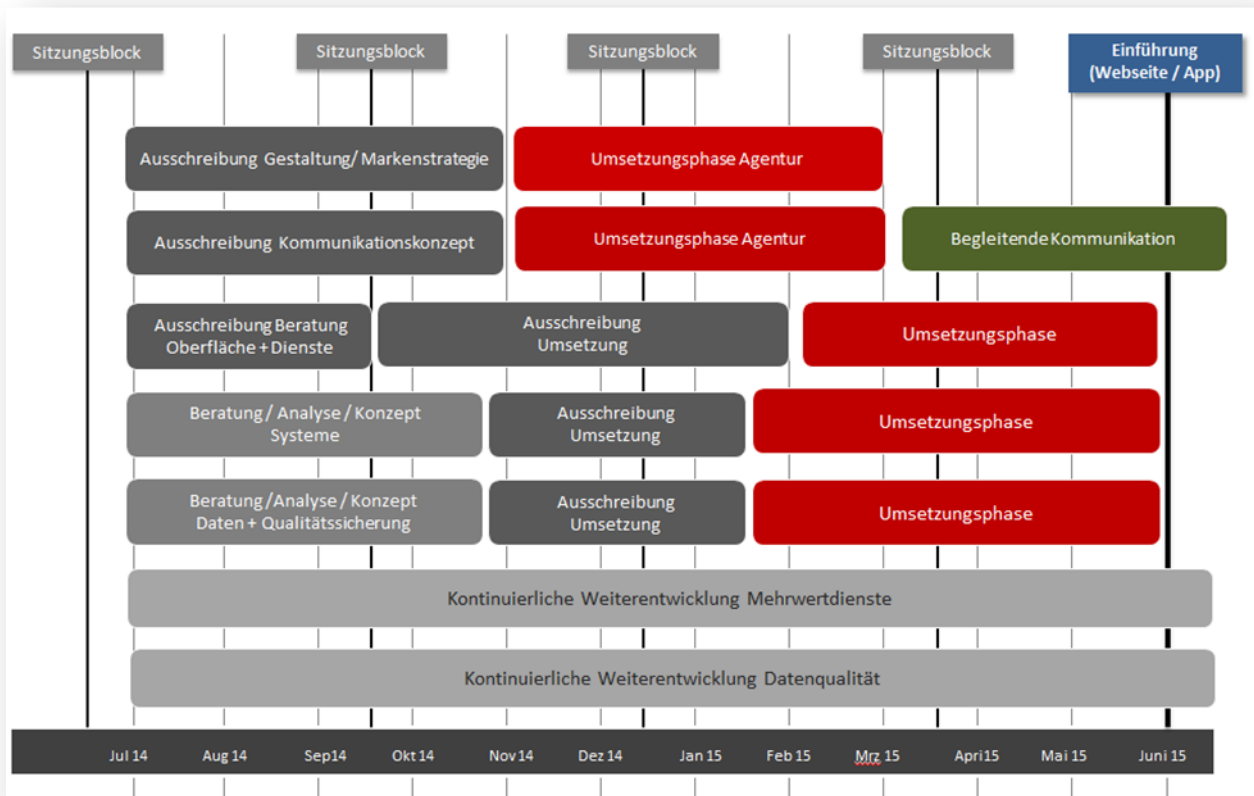 Sitzungsblock
Sitzungsblock
Sitzungsblock
Sitzungsblock
Einführung
(Webseite / App)
Ausschreibung Gestaltung/ Markenstrategie
Umsetzungsphase Agentur
Ausschreibung Kommunikationskonzept
Umsetzungsphase Agentur
Begleitende Kommunikation
Ausschreibung Beratung
Oberfläche + Dienste
Ausschreibung
Umsetzung
Umsetzungsphase
Beratung / Analyse / Konzept
Systeme
Ausschreibung
Umsetzung
Umsetzungsphase
Beratung /Analyse / Konzept
Daten + Qualitätssicherung
Ausschreibung
Umsetzung
Umsetzungsphase
Kontinuierliche Weiterentwicklung Mehrwertdienste
Kontinuierliche Weiterentwicklung Datenqualität
Jul 14 Aug 14 Sep14 Okt 14 Nov 14 Dez 14 Jan 15 Feb 15 Mrz 15 April15 Mai 15 Juni 15